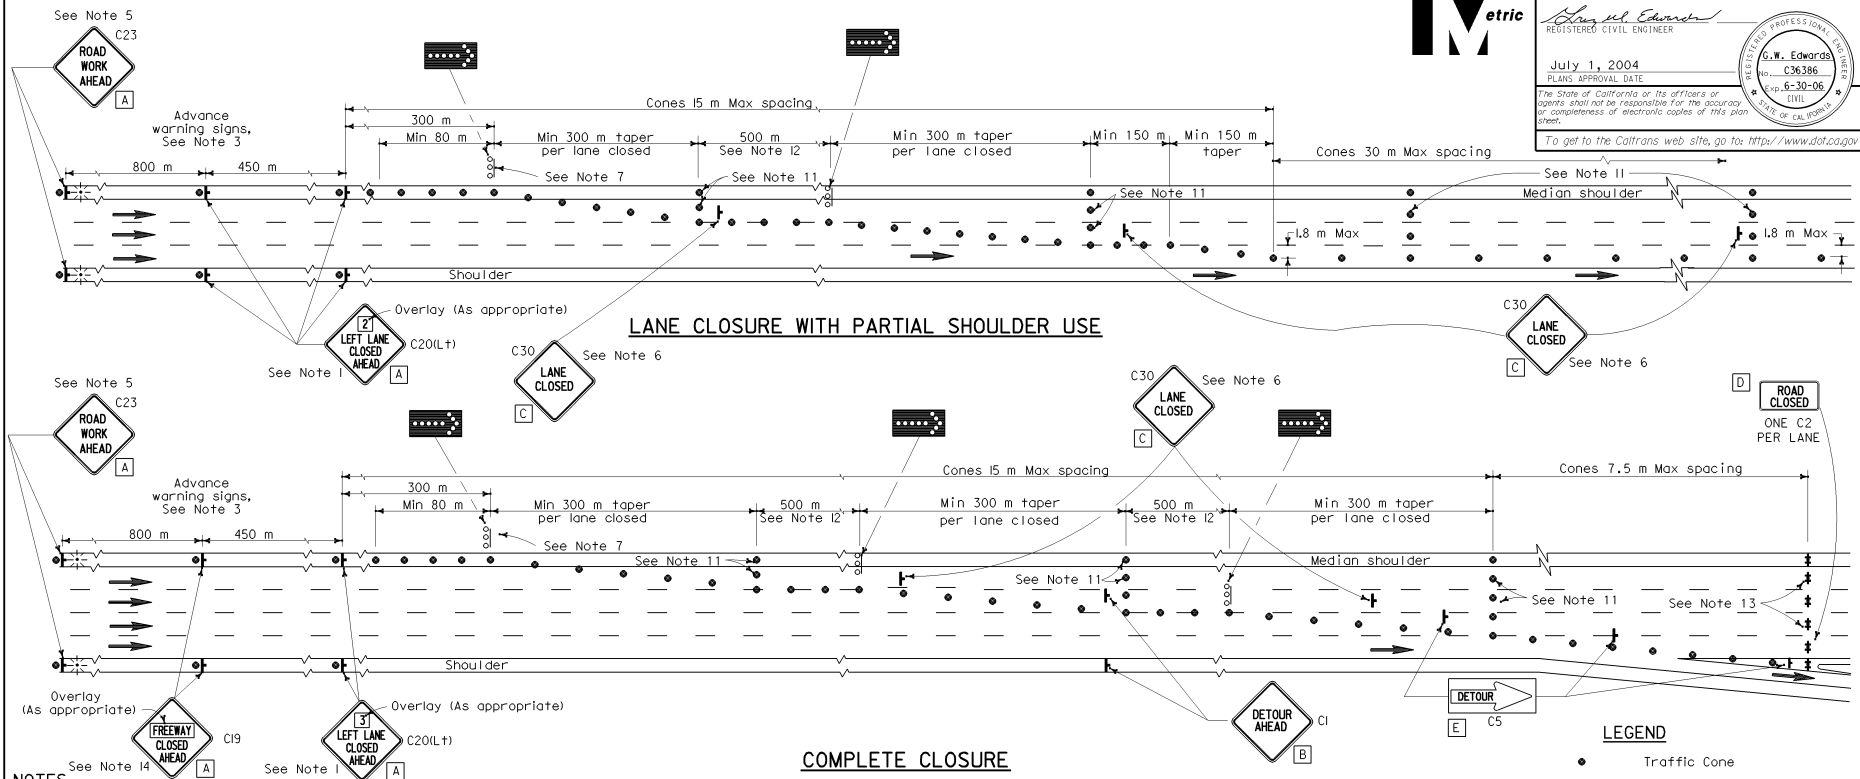 See Note 5
C23
ROAD
WORK
AHEAD
A
Advance
warning signs,
See Note 3
800 m
450 m
300 m
Min 80 m
Cones 15 m Max spacing
Min 300 m taper
per lane closed
500 m
See Note 12
Min 300 m taper
per lane closed
Min 150 m
Min 150 m
taper
Cones 30 m Max spacing
See Note 7
See Note 11
See Note 11
See Note 11
Median shoulder
1.8 m Max
1.8 m Max
Shoulder
Overlay (As appropriate)
2
LEFT LANE
CLOSED
AHEAD
C20(Lt)
See Note 1
A
LANE CLOSURE WITH PARTIAL SHOULDER USE
C30
See Note 6
LANE
CLOSED
C
C30
LANE
CLOSED
See Note 6
C
etric
Greg W. Edwards
REGISTERED CIVIL ENGINEER
July 1, 2004
PLANS APPROVAL DATE
The State of California or its officers or
agents shall not be responsible for the accuracy
or completeness of electronic copies of this plan
sheet.
To get to the Caltrans web site, go to: http://www.dot.ca.gov
REGISTERED PROFESSIONAL ENGINEER
G.W. Edwards
No. C36386
Exp. 6-30-06
CIVIL
STATE OF CALIFORNIA
See Note 5
C23
ROAD
WORK
AHEAD
A
Advance
warning signs,
See Note 3
800 m
450 m
300 m
Min 80 m
Cones 15 m Max spacing
Min 300 m taper
per lane closed
500 m
See Note 12
Min 300 m taper
per lane closed
500 m
See Note 12
Min 300 m taper
per lane closed
Cones 7.5 m Max spacing
C30
See Note 6
LANE
CLOSED
C
D
ROAD
CLOSED
ONE C2
PER LANE
See Note 7
See Note 11
See Note 11
Median shoulder
See Note 11
See Note 13
Shoulder
Overlay
(As appropriate)
FREEWAY
CLOSED
AHEAD
C19
See Note 14
A
Overlay (As appropriate)
3
LEFT LANE
CLOSED
AHEAD
C20(Lt)
See Note 1
A
COMPLETE CLOSURE
DETOUR
AHEAD
C1
B
DETOUR
E
C5
LEGEND
Traffic Cone
NOTES